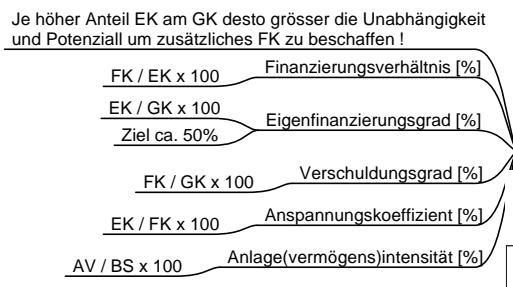 Je höher Anteil EK am GK desto grösser die Unabhängigkeit
und Potenziall um zusätzliches FK zu beschaffen !
FK / EK x 100 Finanzierungsverhältnis [%]
EK / GK x 100
Ziel ca. 50%
Eigenfinanzierungsgrad [%]
FK / GK x 100 Verschuldungsgrad [%]
EK / FK x 100 Anspannungskoeffizient [%]
AV / BS x 100 Anlage(vermögens)intensität [%]